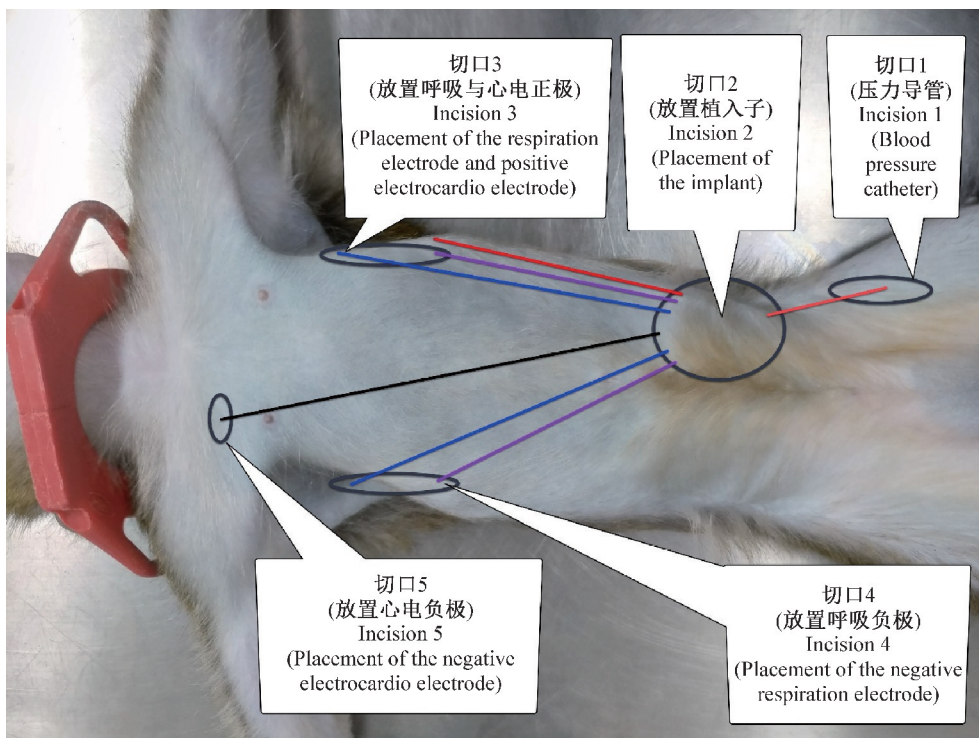 切口3
(放置呼吸与心电正极)
Incision 3
(Placement of the respiration
electrode and positive
electrocardio electrode)
切口2
(放置植入子)
Incision 2
(Placement of
the implant)
切口1
(压力导管)
Incision 1
(Blood
pressure
catheter)
切口5
(放置心电负极)
Incision 5
(Placement of the negative
electrocardio electrode)
切口4
(放置呼吸负极)
Incision 4
(Placement of the negative
respiration electrode)